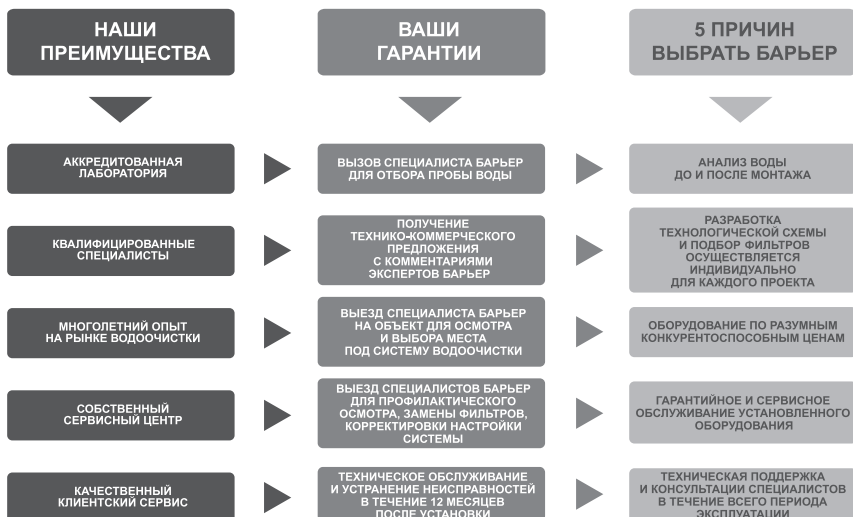 НАШИ
ПРЕИМУЩЕСТВА
ВАШИ
ГАРАНТИИ
5 ПРИЧИН
ВЫБРАТЬ БАРЬЕР
АККРЕДИТОВАННАЯ
ЛАБОРАТОРИЯ
ВЫЗОВ СПЕЦИАЛИСТА БАРЬЕР
ДЛЯ ОТБОРА ПРОБЫ ВОДЫ
АНАЛИЗ ВОДЫ
ДО И ПОСЛЕ МОНТАЖА
КВАЛИФИЦИРОВАННЫЕ
СПЕЦИАЛИСТЫ
ПОЛУЧЕНИЕ
ТЕХНИКО-КОММЕРЧЕСКОГО
ПРЕДЛОЖЕНИЯ
С КОММЕНТАРИЯМИ
ЭКСПЕРТОВ БАРЬЕР
РАЗРАБОТКА
ТЕХНОЛОГИЧЕСКОЙ СХЕМЫ
И ПОДБОР ФИЛЬТРОВ
ОСУЩЕСТВЛЯЕТСЯ
ИНДИВИДУАЛЬНО
ДЛЯ КАЖДОГО ПРОЕКТА
МНОГОЛЕТНИЙ ОПЫТ
НА РЫНКЕ ВОДООЧИСТКИ
ВЫЕЗД СПЕЦИАЛИСТА БАРЬЕР
НА ОБЪЕКТ ДЛЯ ОСМОТРА
И ВЫБОРА МЕСТА
ПОД СИСТЕМУ ВОДООЧИСТКИ
ОБОРУДОВАНИЕ ПО РАЗУМНЫМ
КОНКУРЕНТОСПОСОБНЫМ ЦЕНАМ
СОБСТВЕННЫЙ
СЕРВИСНЫЙ ЦЕНТР
ВЫЕЗД СПЕЦИАЛИСТОВ БАРЬЕР
ДЛЯ ПРОФИЛАКТИЧЕСКОГО
ОСМОТРА, ЗАМЕНЫ ФИЛЬТРОВ,
КОРРЕКТИРОВКИ НАСТРОЙКИ
СИСТЕМЫ
ГАРАНТИЙНОЕ И СЕРВИСНОЕ
ОБСЛУЖИВАНИЕ УСТАНОВЛЕННОГО
ОБОРУДОВАНИЯ
КАЧЕСТВЕННЫЙ
КЛИЕНТСКИЙ СЕРВИС
ТЕХНИЧЕСКОЕ ОБСЛУЖИВАНИЕ
И УСТРАНЕНИЕ НЕИСПРАВНОСТЕЙ
В ТЕЧЕНИЕ 12 МЕСЯЦЕВ
ПОСЛЕ УСТАНОВКИ
ТЕХНИЧЕСКАЯ ПОДДЕРЖКА
И КОНСУЛЬТАЦИИ СПЕЦИАЛИСТОВ
В ТЕЧЕНИЕ ВСЕГО ПЕРИОДА
ЭКСПЛУАТАЦИИ